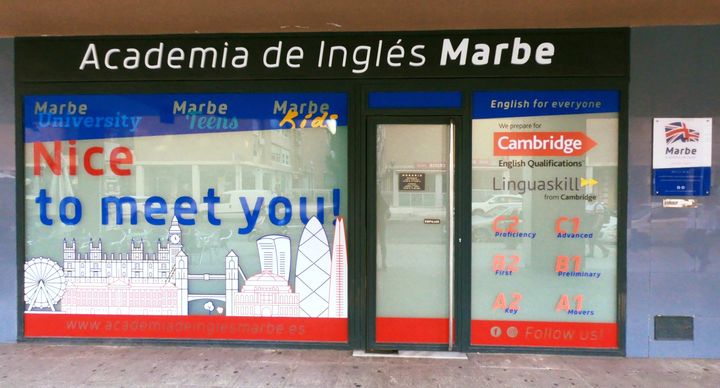 Academia de Inglés Marbe
Marbe University
Marbe Teens
Marbe Kids
Nice
to meet you!
www.academiadeinglesmarbe.es
English for everyone
We prepare for
Cambridge
English Qualifications
Linguaskill
from Cambridge
C2 Proficiency
C1 Advanced
B2 First
B1 Preliminary
A2 Key
A1 Movers
Follow us!
Marbe